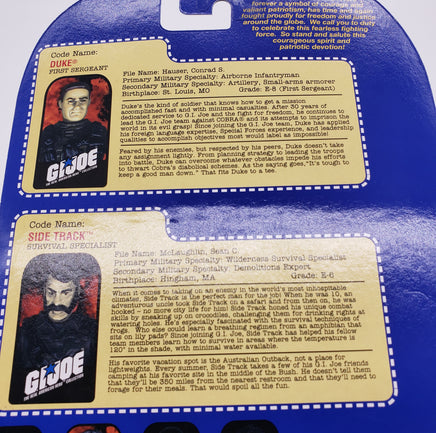 forever a symbol of courage and
valiant patriotism, has time and again
fought proudly for freedom and justice
around the globe. We call you to duty
to celebrate this fearless fighting
force. So stand and salute this
courageous spirit and
patriotic devotion!
Code Name:
DUKE®
FIRST SERGEANT
File Name: Hauser, Conrad S.
Primary Military Specialty: Airborne Infantryman
Secondary Military Specialty: Artillery, Small-arms armorer
Birthplace: St. Louis, MO Grade: E-8 (First Sergeant)
Duke's the kind of soldier that knows how to get a mission
accomplished fast and with minimal casualties. After 30 years of
dedicated service to the G.I. Joe and the fight for freedom, he continues to
lead the G.I. Joe team against COBRA® and its attempts to imprison the
world in its evil grasp! Since joining the G.I. Joe team, Duke has applied
his foreign language expertise, Special Forces experience, and leadership
qualities to accomplish objectives most would label as impossible!
Feared by his enemies, but respected by his peers, Duke doesn't take
any assignment lightly. From planning strategy to leading the troops
into battle, Duke can overcome whatever obstacles impede his efforts
to thwart Cobra's diabolical schemes. As the saying goes, "It's tough to
keep a good man down." That fits Duke to a tee.
G.I. JOE
Code Name:
SIDE TRACK™
SURVIVAL SPECIALIST
File Name: McLaughlin, Sean C.
Primary Military Specialty: Wilderness Survival Specialist
Secondary Military Specialty: Demolitions Expert
Birthplace: Hingham, MA Grade: E-6
When it comes to taking on an enemy in the world's most inhospitable
climates, Side Track is the perfect man for the job! When he was 10, an
adventurous uncle took Side Track on a safari and from then on, he was
hooked – no more city life for him! Side Track honed his unique combat
skills by sneaking up on crocodiles, challenging them for drinking rights at
watering holes. He's especially fascinated with the survival techniques of
frogs. Who else could learn a breathing regimen from an amphibian that
sits on lily pads? Since joining G.I. Joe, Side Track has helped his fellow
team members learn how to survive in areas where the temperature is
120° in the shade, with minimal water available.
His favorite vacation spot is the Australian Outback, not a place for
lightweights. Every summer, Side Track takes a few of his G.I. Joe friends
camping at his favorite site in the middle of the Bush. He doesn't tell them
that they'll be 350 miles from the nearest restroom and that they'll need to
forage for their meals. That would spoil all the fun.
G.I. JOE